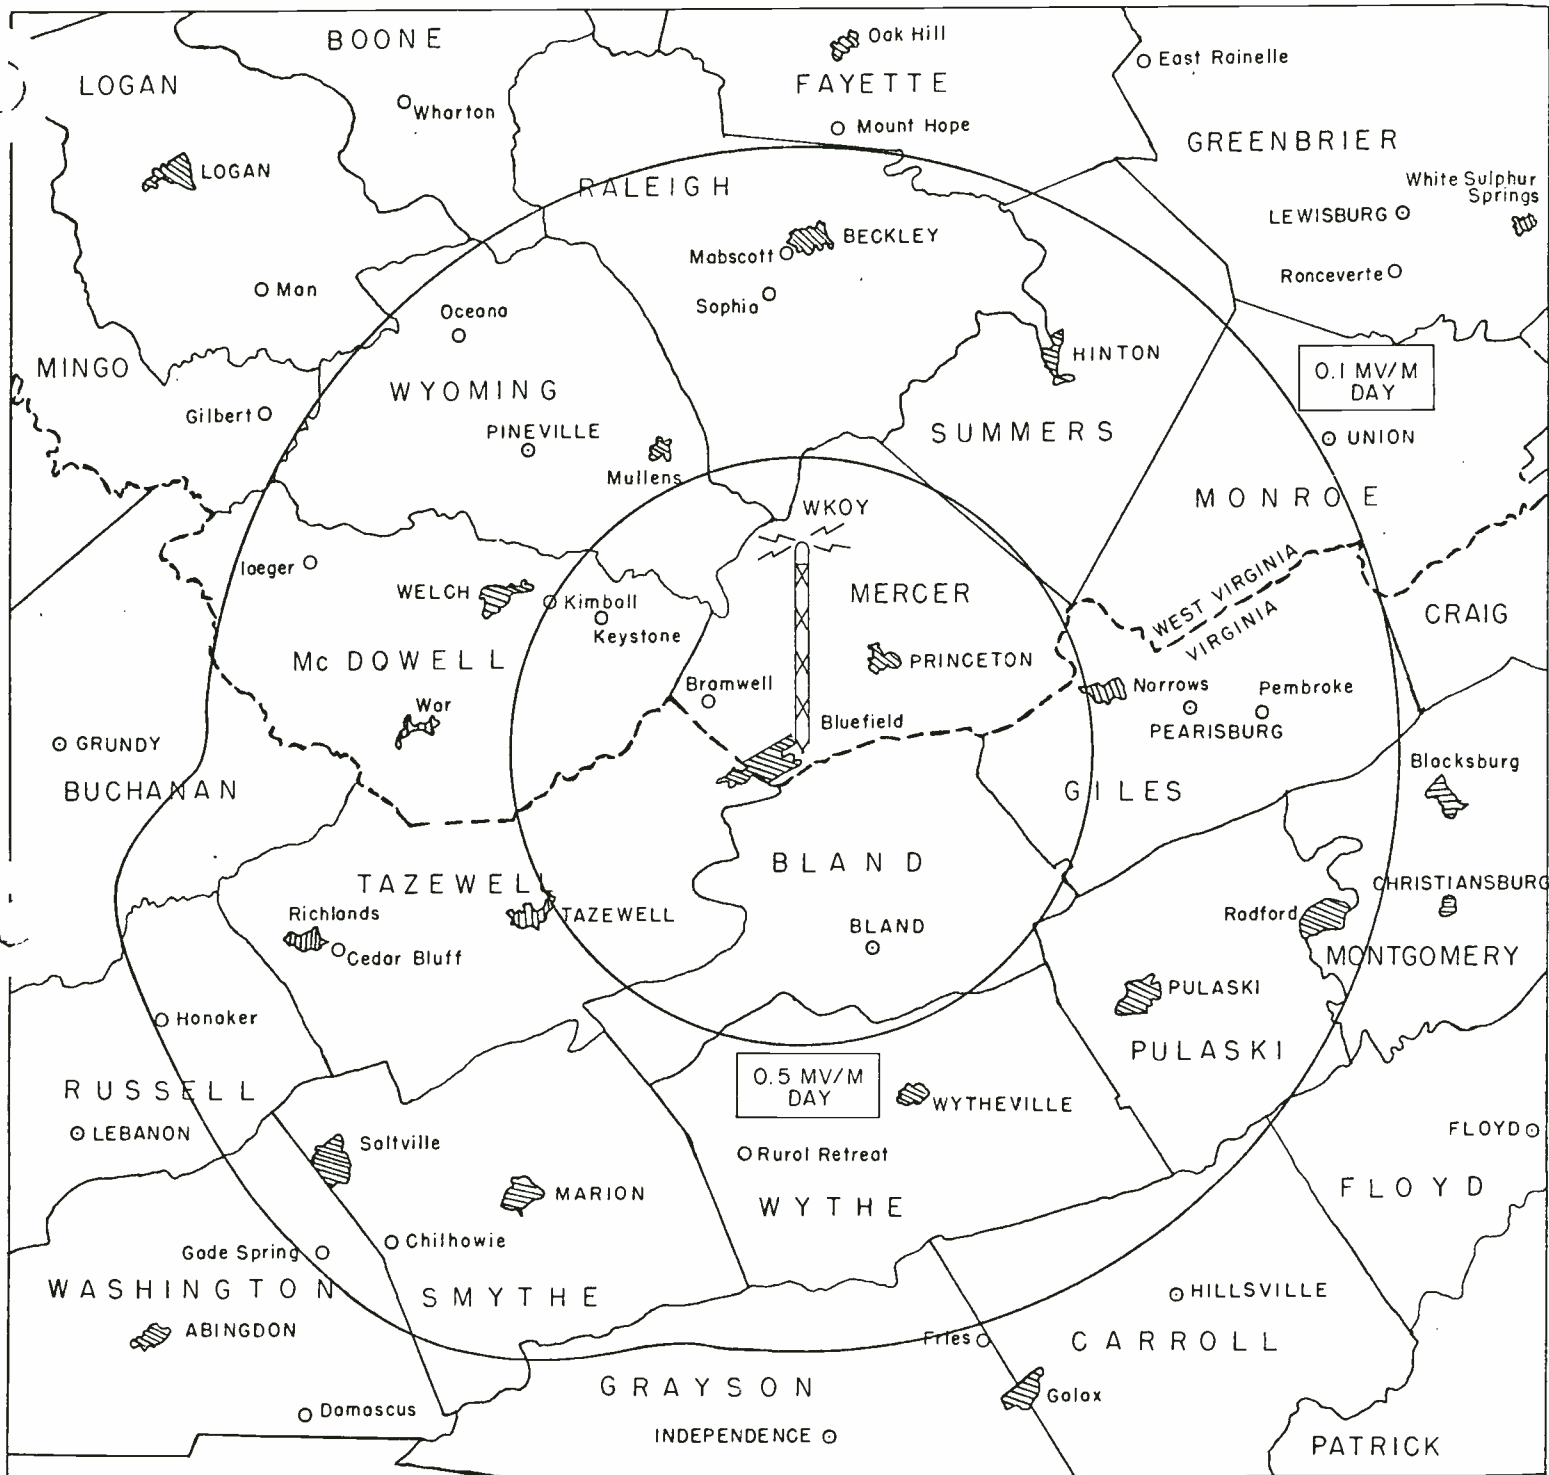 BOONE
Oak Hill
East Rainelle
LOGAN
FAYETTE
Wharton
Mount Hope
GREENBRIER
LOGAN
White Sulphur
Springs
RALEIGH
LEWISBURG
BECKLEY
Mabscott
Ronceverte
Man
Sophia
Oceana
MINGO
HINTON
0.1 MV/M
DAY
WYOMING
Gilbert
PINEVILLE
SUMMERS
UNION
Mullens
MONROE
WKOY
Iaeger
WEST VIRGINIA
VIRGINIA
WELCH
Kimball
MERCER
Keystone
CRAIG
Mc DOWELL
PRINCETON
Bramwell
Narrows
Pembroke
War
Bluefield
PEARISBURG
GRUNDY
Blacksburg
BUCHANAN
GILES
BLAND
TAZEWELL
CHRISTIANSBURG
Richlands
TAZEWELL
Radford
BLAND
Cedar Bluff
MONTGOMERY
PULASKI
Honaker
PULASKI
0.5 MV/M
DAY
RUSSELL
WYTHEVILLE
LEBANON
FLOYD
Saltville
Rural Retreat
MARION
FLOYD
WYTHE
Chilhowie
Gade Spring
WASHINGTON
SMYTHE
HILLSVILLE
ABINGDON
Fries
CARROLL
GRAYSON
Galax
Damascus
INDEPENDENCE
PATRICK